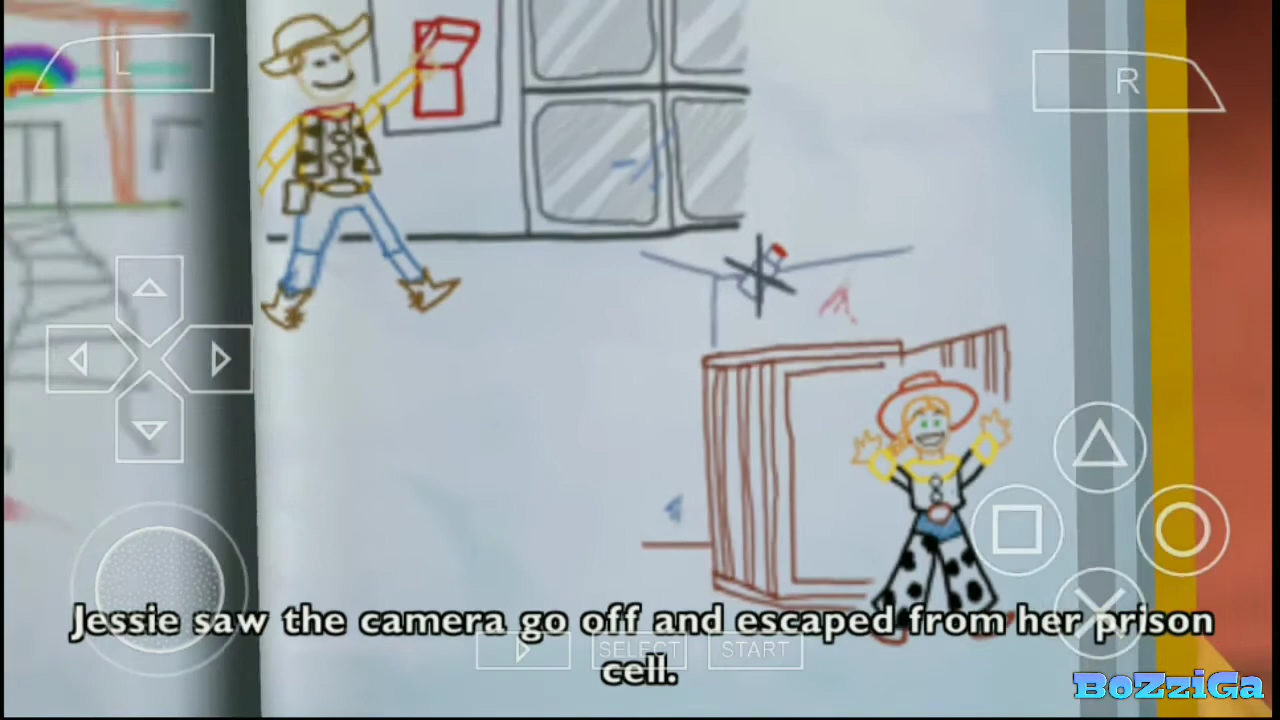 L
R
Jessie saw the camera go off and escaped from her prison
cell.
SELECT
START
BoZziGa